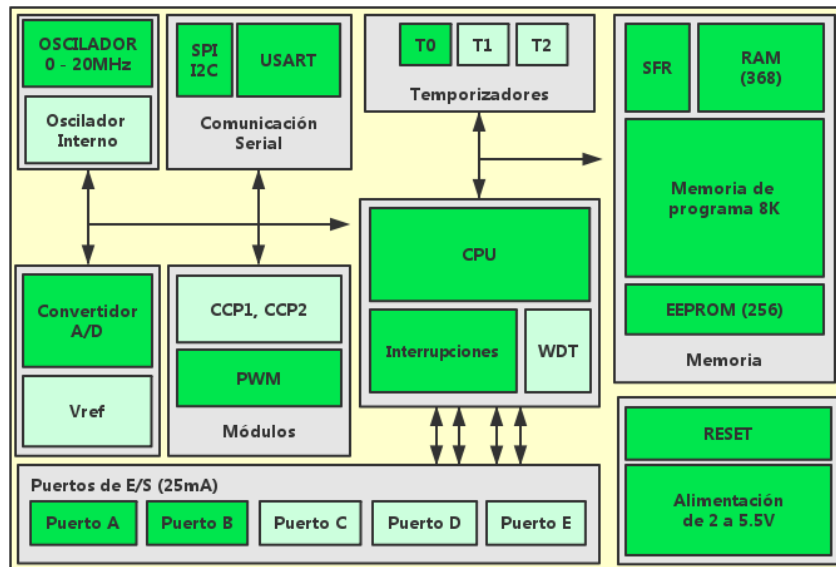 OSCILADOR
0 - 20MHz
Oscilador
Interno
SPI
I2C
USART
Comunicación
Serial
T0
T1
T2
Temporizadores
SFR
RAM
(368)
Memoria de
programa 8K
EEPROM (256)
Memoria
CPU
Interrupciones
WDT
Convertidor
A/D
Vref
CCP1, CCP2
PWM
Módulos
RESET
Alimentación
de 2 a 5.5V
Puertos de E/S (25mA)
Puerto A
Puerto B
Puerto C
Puerto D
Puerto E